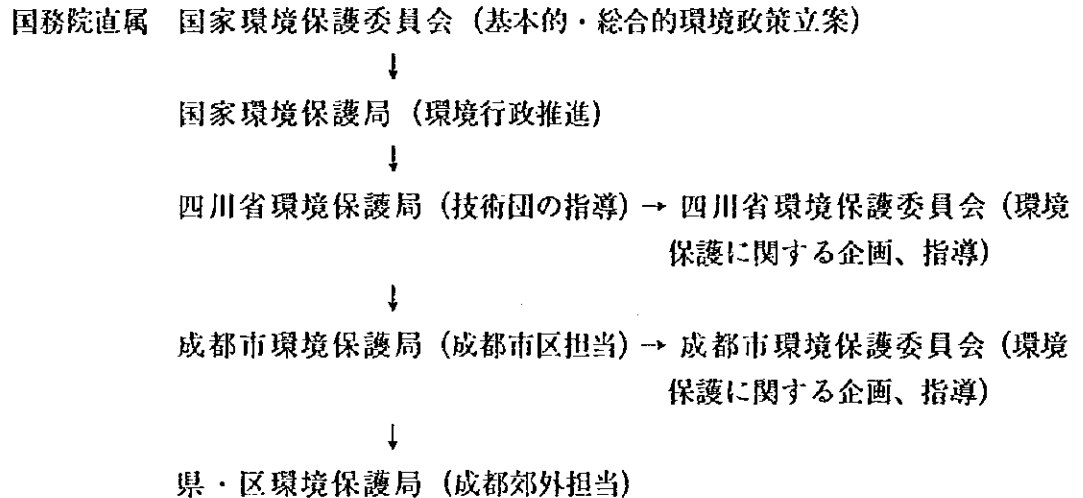 国務院直属 国家環境保護委員会（基本的・総合的環境政策立案）
↓
国家環境保護局（環境行政推進）
↓
四川省環境保護局（技術団の指導）→ 四川省環境保護委員会（環境
保護に関する企画、指導）
↓
成都市環境保護局（成都市区担当）→ 成都市環境保護委員会（環境
保護に関する企画、指導）
↓
県・区環境保護局（成都郊外担当）